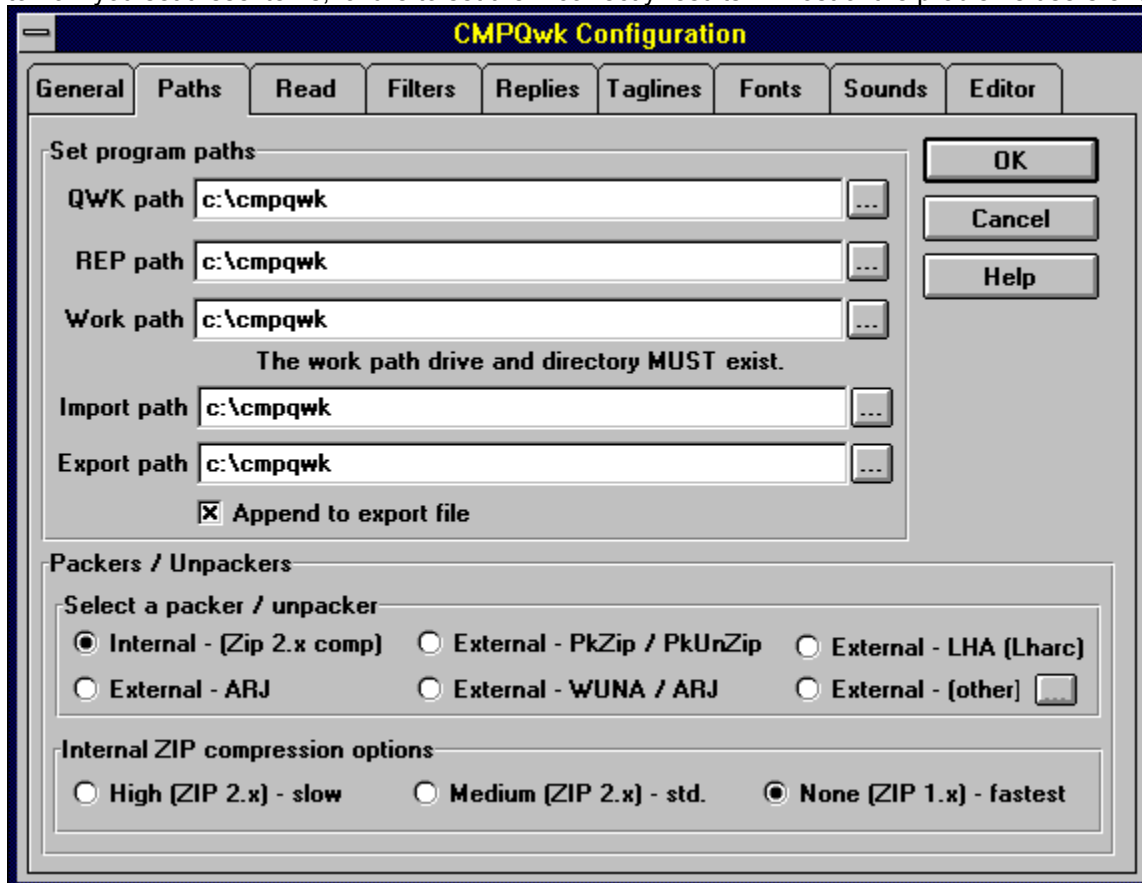 CMPQwk Configuration
General Paths Read Filters Replies Taglines Fonts Sounds Editor
Set program paths
QWK path c:\cmpqwk ...
REP path c:\cmpqwk ...
Work path c:\cmpqwk ...
The work path drive and directory MUST exist.
Import path c:\cmpqwk ...
Export path c:\cmpqwk ...
Append to export file
OK
Cancel
Help
Packers / Unpackers
Select a packer / unpacker
Internal - (Zip 2.x comp) External - PkZip / PkUnZip External - LHA (Lharc)
External - ARJ External - WUNA / ARJ External - (other) ...
Internal ZIP compression options
High (ZIP 2.x) - slow Medium (ZIP 2.x) - std. None (ZIP 1.x) - fastest